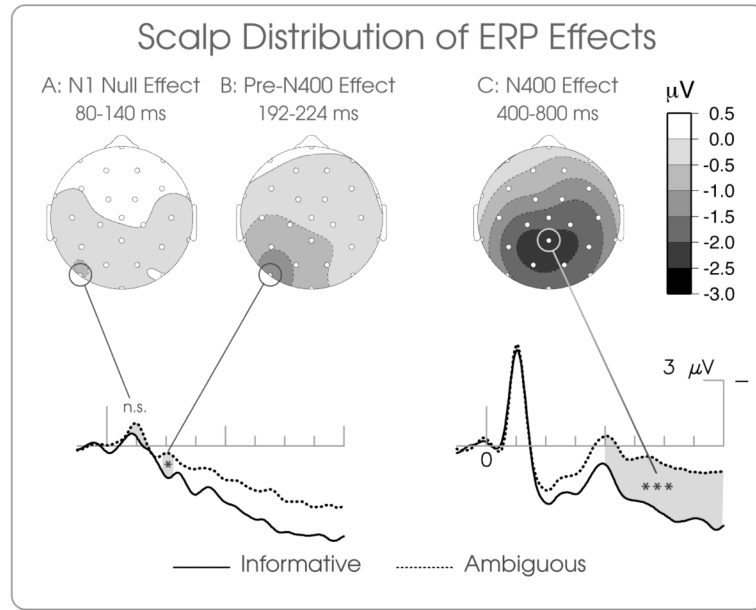 Scalp Distribution of ERP Effects
A: N1 Null Effect
80-140 ms
B: Pre-N400 Effect
192-224 ms
C: N400 Effect
400-800 ms
μV
0.5
0.0
-0.5
-1.0
-1.5
-2.0
-2.5
-3.0
n.s.
*
3 μV
0
***
Informative
Ambiguous